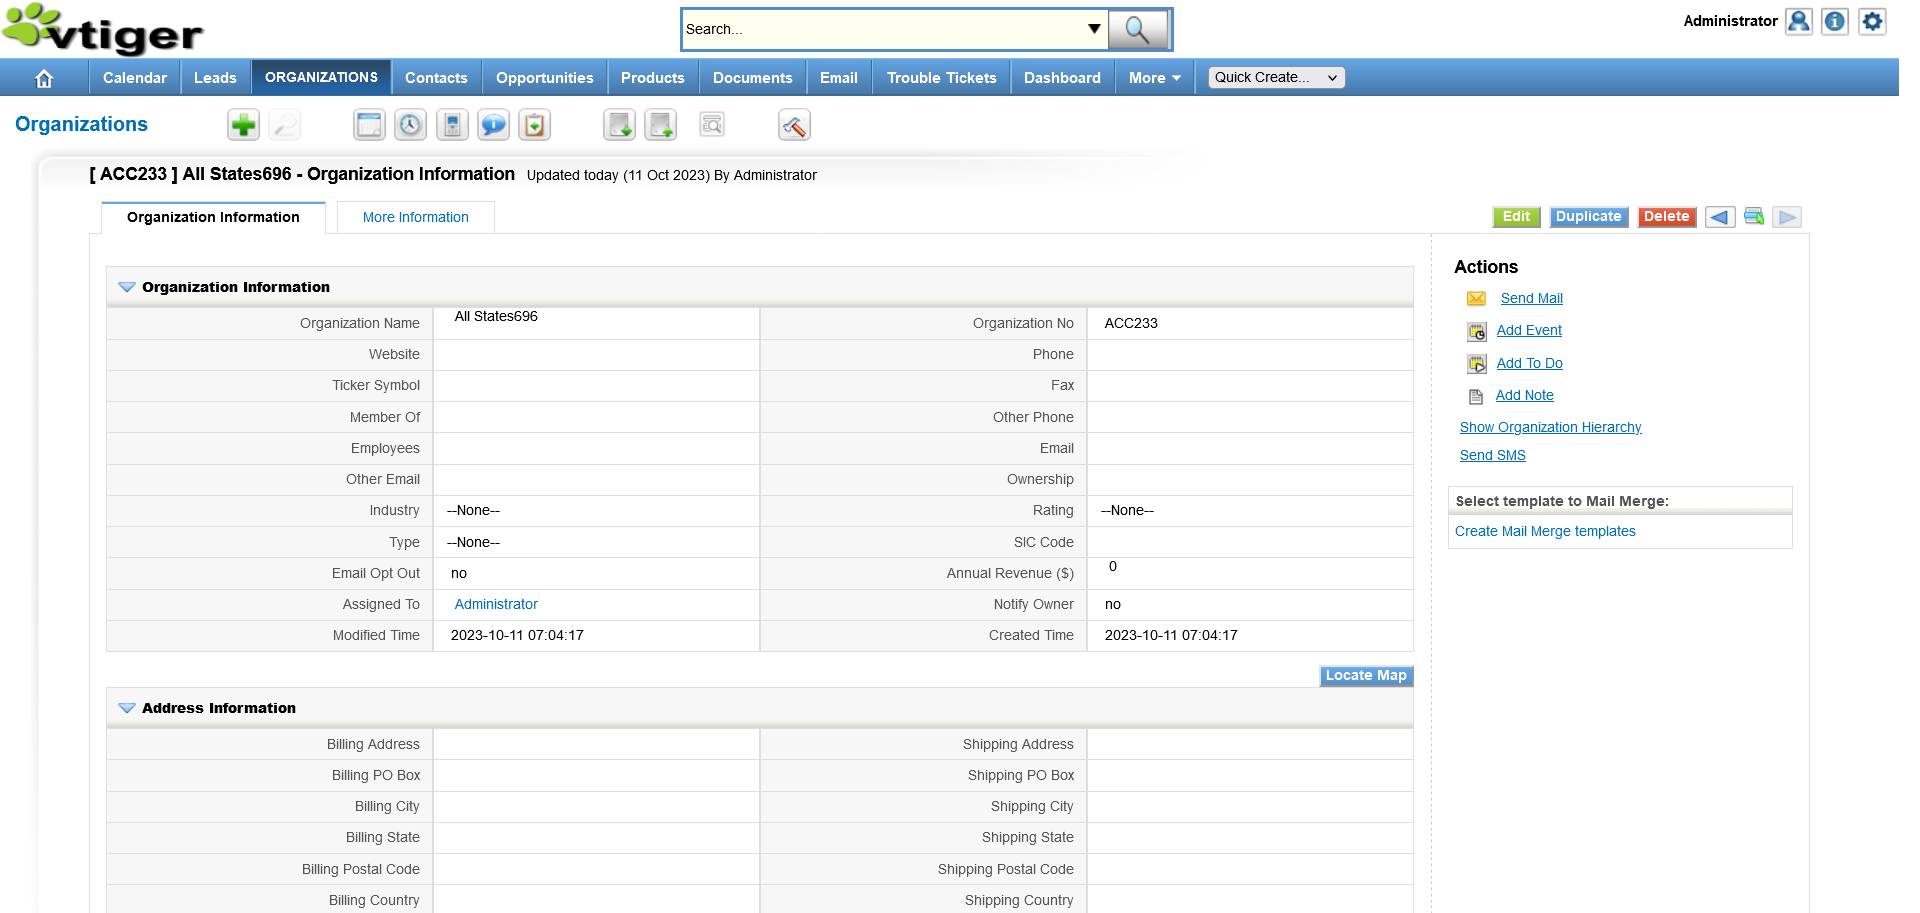 vtiger
Search...
Administrator
Calendar
Leads
ORGANIZATIONS
Contacts
Opportunities
Products
Documents
Email
Trouble Tickets
Dashboard
More
Quick Create...
Organizations
[ ACC233 ] All States696 - Organization Information Updated today (11 Oct 2023) By Administrator
Organization Information
More Information
Edit
Duplicate
Delete
Organization Information
Organization Name All States696 Organization No ACC233
Website Phone
Ticker Symbol Fax
Member Of Other Phone
Employees Email
Other Email Ownership
Industry --None-- Rating --None--
Type --None-- SIC Code
Email Opt Out no Annual Revenue ($) 0
Assigned To Administrator Notify Owner no
Modified Time 2023-10-11 07:04:17 Created Time 2023-10-11 07:04:17
Locate Map
Address Information
Billing Address Shipping Address
Billing PO Box Shipping PO Box
Billing City Shipping City
Billing State Shipping State
Billing Postal Code Shipping Postal Code
Billing Country Shipping Country
Actions
Send Mail
Add Event
Add To Do
Add Note
Show Organization Hierarchy
Send SMS
Select template to Mail Merge:
Create Mail Merge templates